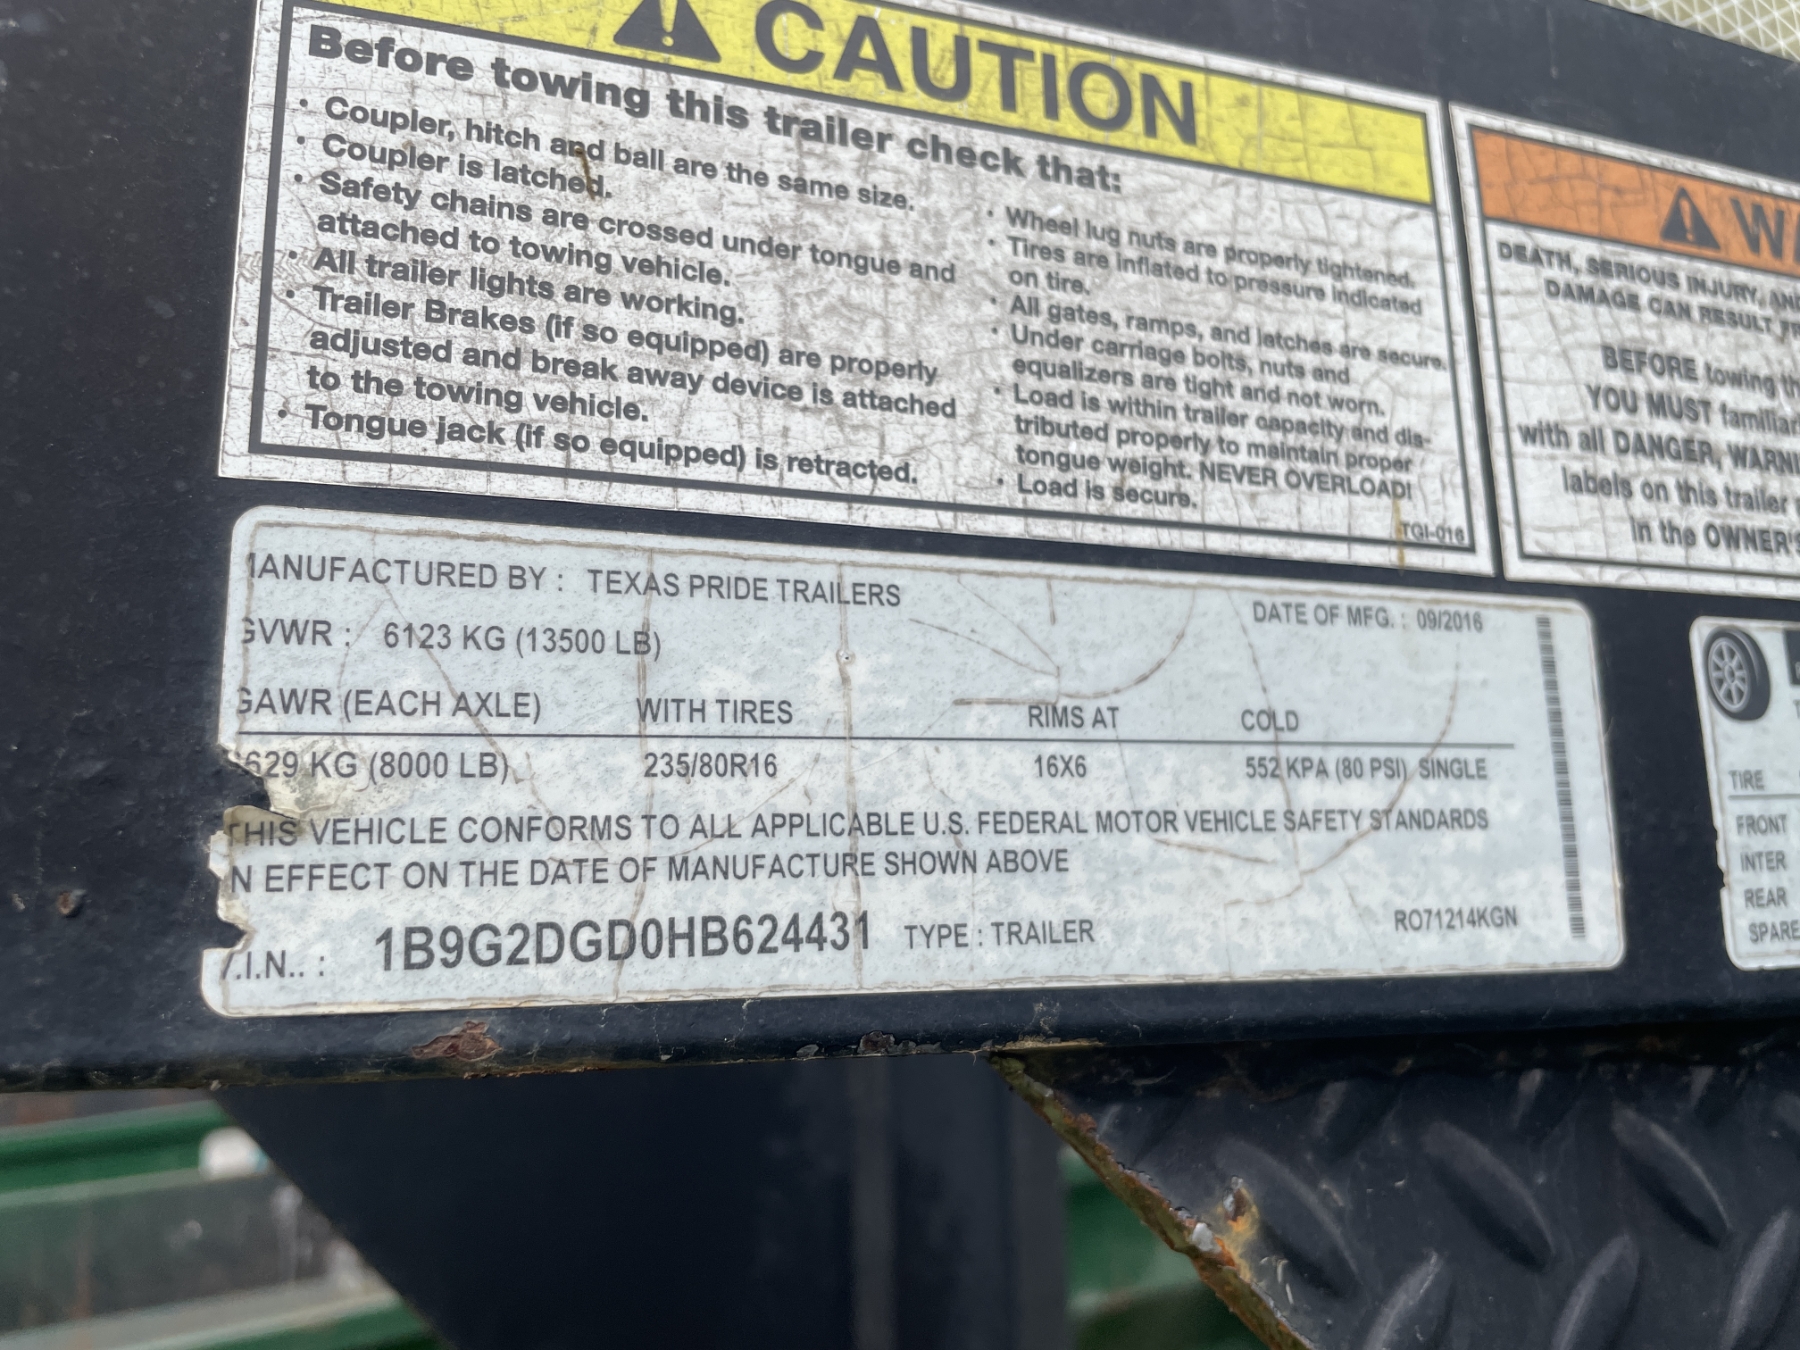 CAUTION
Before towing this trailer check that:
• Coupler, hitch and ball are the same size.
• Coupler is latched.
• Safety chains are crossed under tongue and
attached to towing vehicle.
• All trailer lights are working.
• Trailer Brakes (if so equipped) are properly
adjusted and break away device is attached
to the towing vehicle.
• Tongue jack (if so equipped) is retracted.
• Wheel lug nuts are properly tightened.
• Tires are inflated to pressure indicated
on tire.
• All gates, ramps, and latches are secure.
• Under carriage bolts, nuts and
equalizers are tight and not worn.
• Load is within trailer capacity and dis-
tributed properly to maintain proper
tongue weight. NEVER OVERLOAD!
• Load is secure.
TGI-016
WA
DEATH, SERIOUS INJURY, AND
DAMAGE CAN RESULT FR
BEFORE towing th
YOU MUST familiar
with all DANGER, WARNI
labels on this trailer
in the OWNER'S
MANUFACTURED BY : TEXAS PRIDE TRAILERS
DATE OF MFG. : 09/2016
GVWR : 6123 KG (13500 LB)
GAWR (EACH AXLE) WITH TIRES RIMS AT COLD
629 KG (8000 LB) 235/80R16 16X6 552 KPA (80 PSI) SINGLE
THIS VEHICLE CONFORMS TO ALL APPLICABLE U.S. FEDERAL MOTOR VEHICLE SAFETY STANDARDS
N EFFECT ON THE DATE OF MANUFACTURE SHOWN ABOVE
V.I.N.. : 1B9G2DGD0HB624431 TYPE : TRAILER RO71214KGN
TIRE
FRONT
INTER
REAR
SPARE